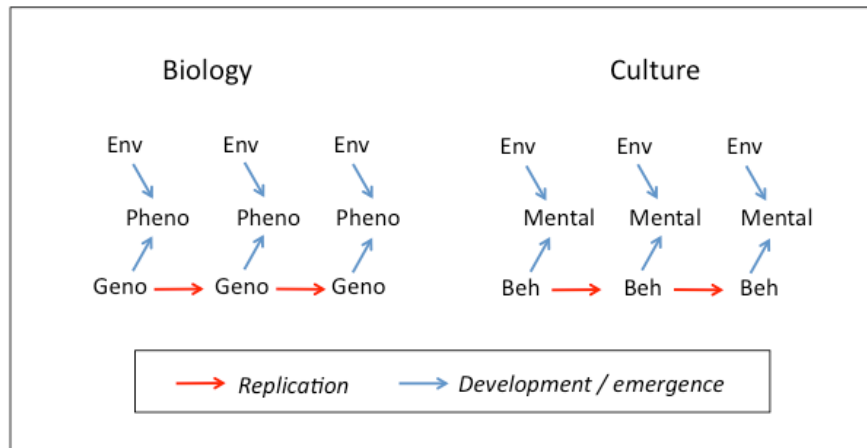 Biology Culture
Env Env Env Env Env Env
Pheno Pheno Pheno Mental Mental Mental
Geno Geno Geno Beh Beh Beh
Replication Development / emergence